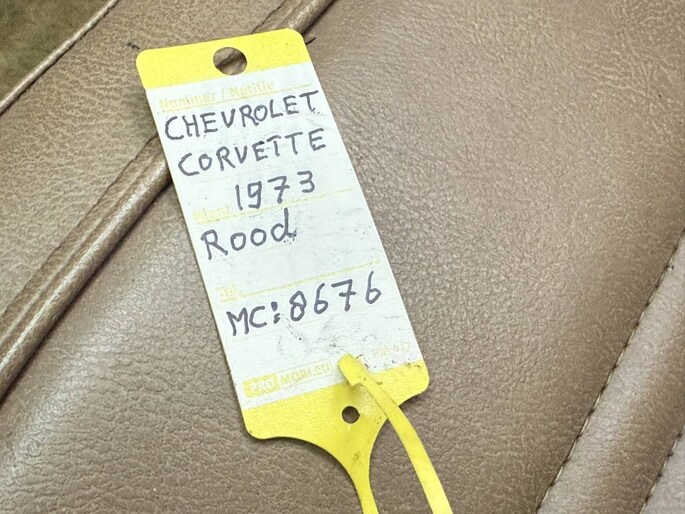 Nummer / Notitie
CHEVROLET
CORVETTE
1973
Rood
MC:8676
PRO